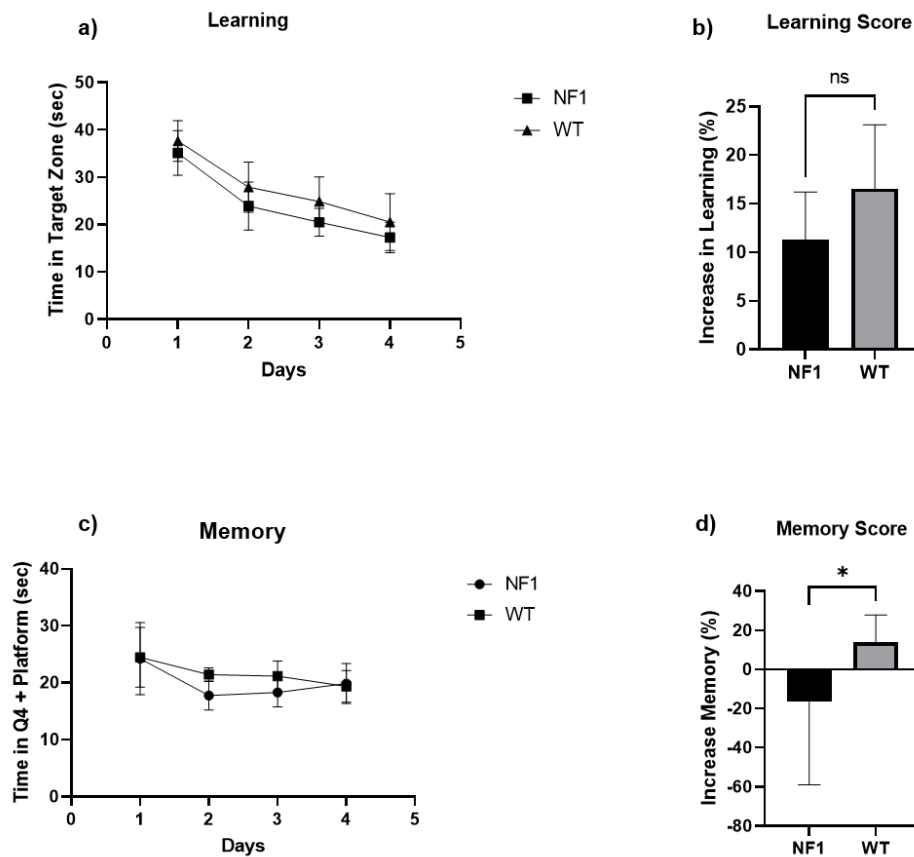 a)
Learning
Time in Target Zone (sec)
50
40
30
20
10
0
0 1 2 3 4 5
Days
NF1
WT
b)
Learning Score
ns
Increase in Learning (%)
25
20
15
10
5
0
NF1 WT
c)
Memory
Time in Q4 + Platform (sec)
40
30
20
10
0
0 1 2 3 4 5
Days
NF1
WT
d)
Memory Score
*
Increase Memory (%)
40
20
0
-20
-40
-60
-80
NF1 WT